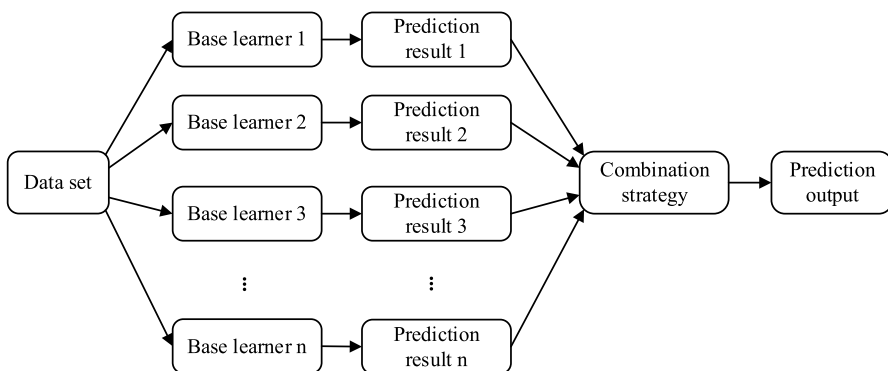 Base learner 1
Prediction
result 1
Base learner 2
Prediction
result 2
Data set
Combination
strategy
Prediction
output
Base learner 3
Prediction
result 3
Base learner n
Prediction
result n